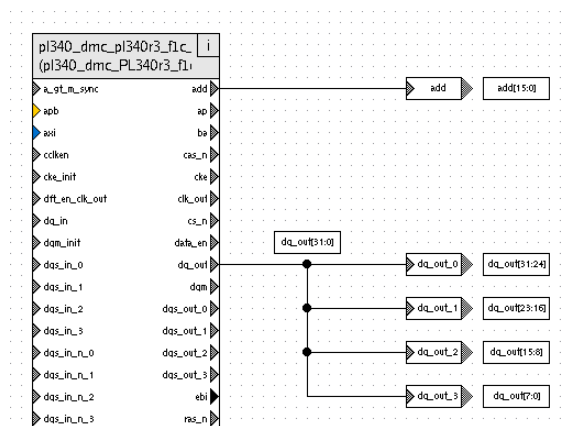 pl340_dmc_pl340r3_f1c_ i
(pl340_dmc_PL340r3_f1
a_gt_m_sync add add add[15:0]
apb ap
axi ba
cclken cas_n
cke_init cke
dft_en_clk_out clk_out
dq_in cs_n
dqm_init data_en dq_out[31:0]
dqs_in_0 dq_out dq_out_0 dq_out[31:24]
dqs_in_1 dqm
dqs_in_2 dqs_out_0 dq_out_1 dq_out[23:16]
dqs_in_3 dqs_out_1
dqs_in_n_0 dqs_out_2 dq_out_2 dq_out[15:8]
dqs_in_n_1 dqs_out_3
dqs_in_n_2 ebi dq_out_3 dq_out[7:0]
dqs_in_n_3 ras_n